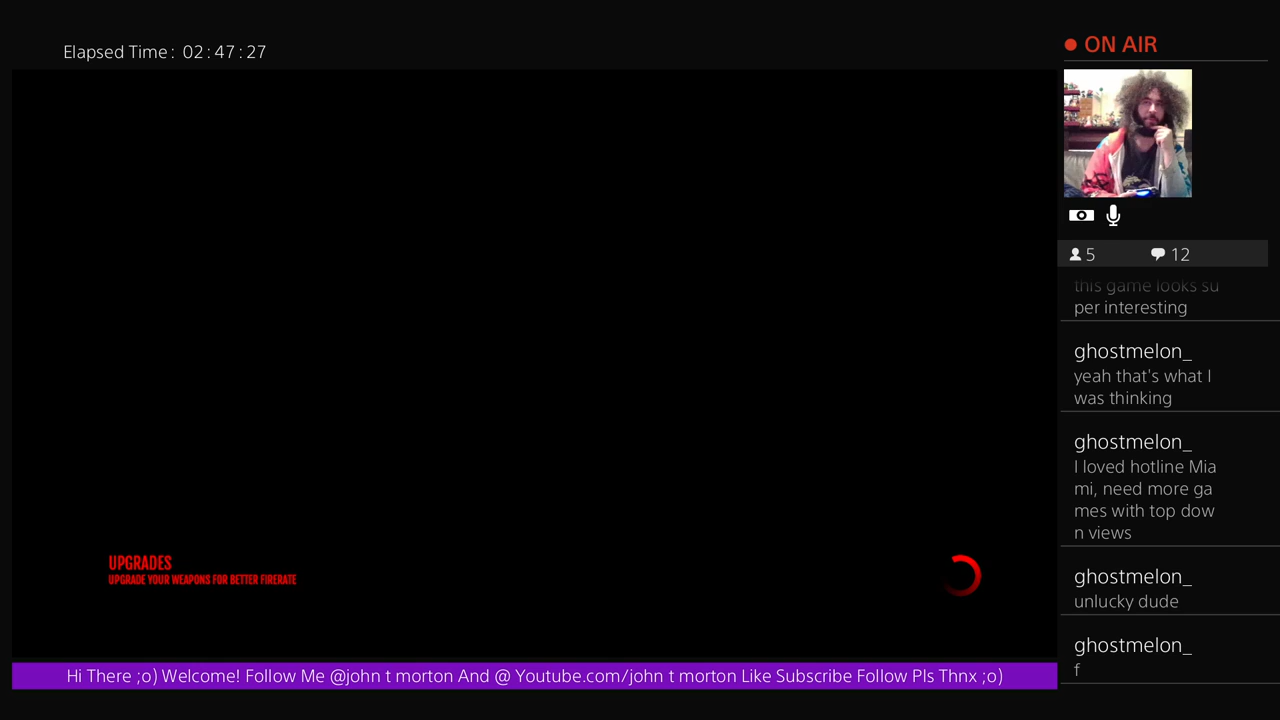 Elapsed Time: 02:47:27
ON AIR
5
12
this game looks su
per interesting
ghostmelon_
yeah that's what I
was thinking
ghostmelon_
I loved hotline Mia
mi, need more ga
mes with top dow
n views
ghostmelon_
unlucky dude
ghostmelon_
f
UPGRADES
UPGRADE YOUR WEAPONS FOR BETTER FIRERATE
Hi There ;o) Welcome! Follow Me @john t morton And @ Youtube.com/john t morton Like Subscribe Follow Pls Thnx ;o)